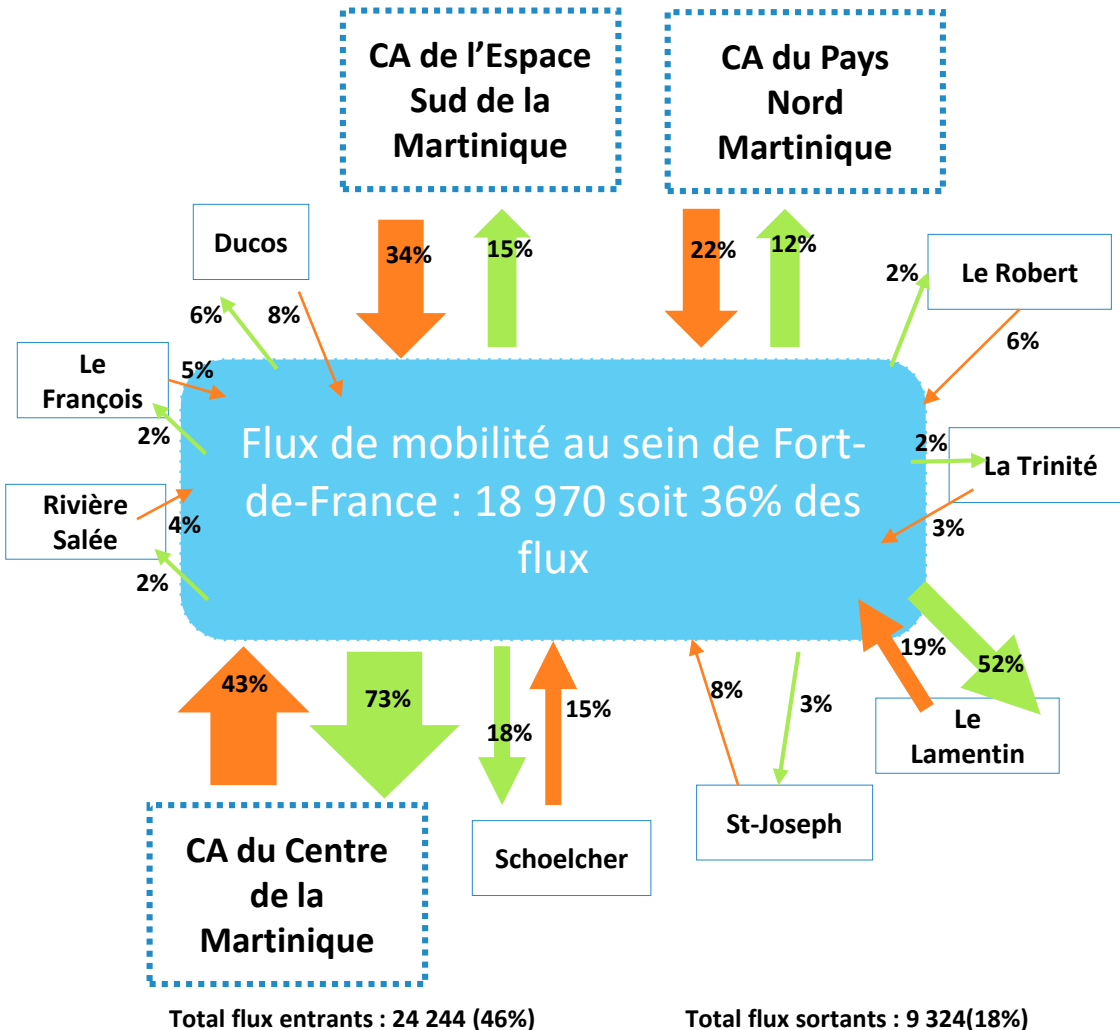 CA de l’Espace
Sud de la
Martinique
CA du Pays
Nord
Martinique
Ducos
34%
15%
22%
12%
2%
Le Robert
6%
8%
6%
Le
François
5%
2%
Flux de mobilité au sein de Fort-
de-France : 18 970 soit 36% des
flux
2%
La Trinité
3%
Rivière
Salée
4%
2%
43%
73%
18%
15%
8%
3%
19%
52%
Le
Lamentin
CA du Centre
de la
Martinique
Schoelcher
St-Joseph
Total flux entrants : 24 244 (46%)
Total flux sortants : 9 324(18%)